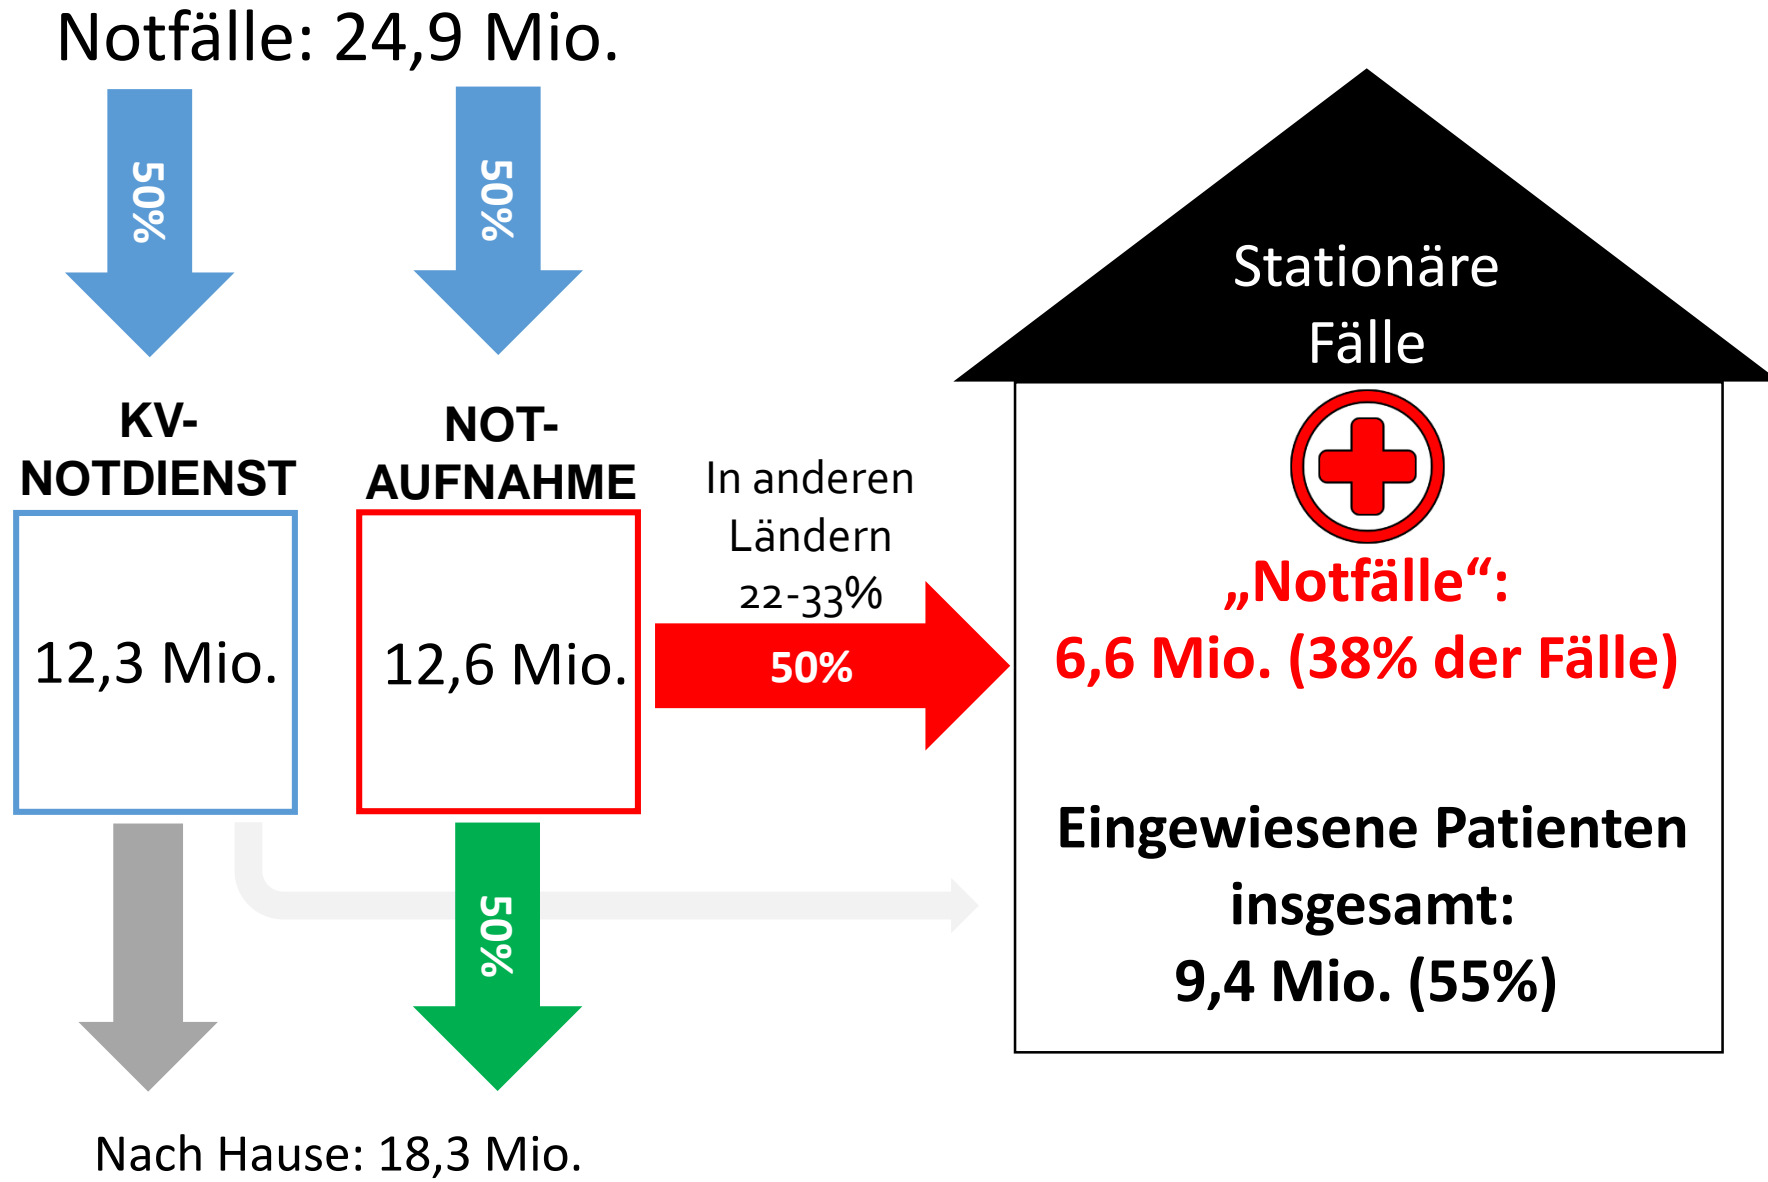 Notfälle: 24,9 Mio.
50%
50%
KV-
NOTDIENST
NOT-
AUFNAHME
12,3 Mio.
12,6 Mio.
In anderen
Ländern
22-33%
50%
50%
Nach Hause: 18,3 Mio.
Stationäre
Fälle
„Notfälle“:
6,6 Mio. (38% der Fälle)
Eingewiesene Patienten
insgesamt:
9,4 Mio. (55%)